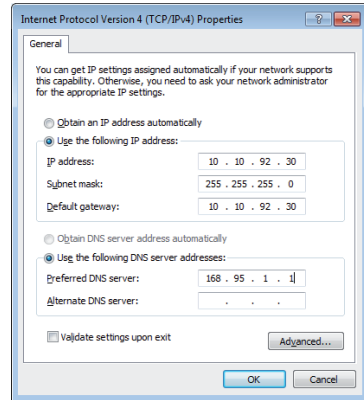 Internet Protocol Version 4 (TCP/IPv4) Properties
General
You can get IP settings assigned automatically if your network supports
this capability. Otherwise, you need to ask your network administrator
for the appropriate IP settings.
Obtain an IP address automatically
Use the following IP address:
IP address: 10 . 10 . 92 . 30
Subnet mask: 255 . 255 . 255 . 0
Default gateway: 10 . 10 . 92 . 30
Obtain DNS server address automatically
Use the following DNS server addresses:
Preferred DNS server: 168 . 95 . 1 . 1
Alternate DNS server: . . .
Validate settings upon exit
Advanced...
OK Cancel